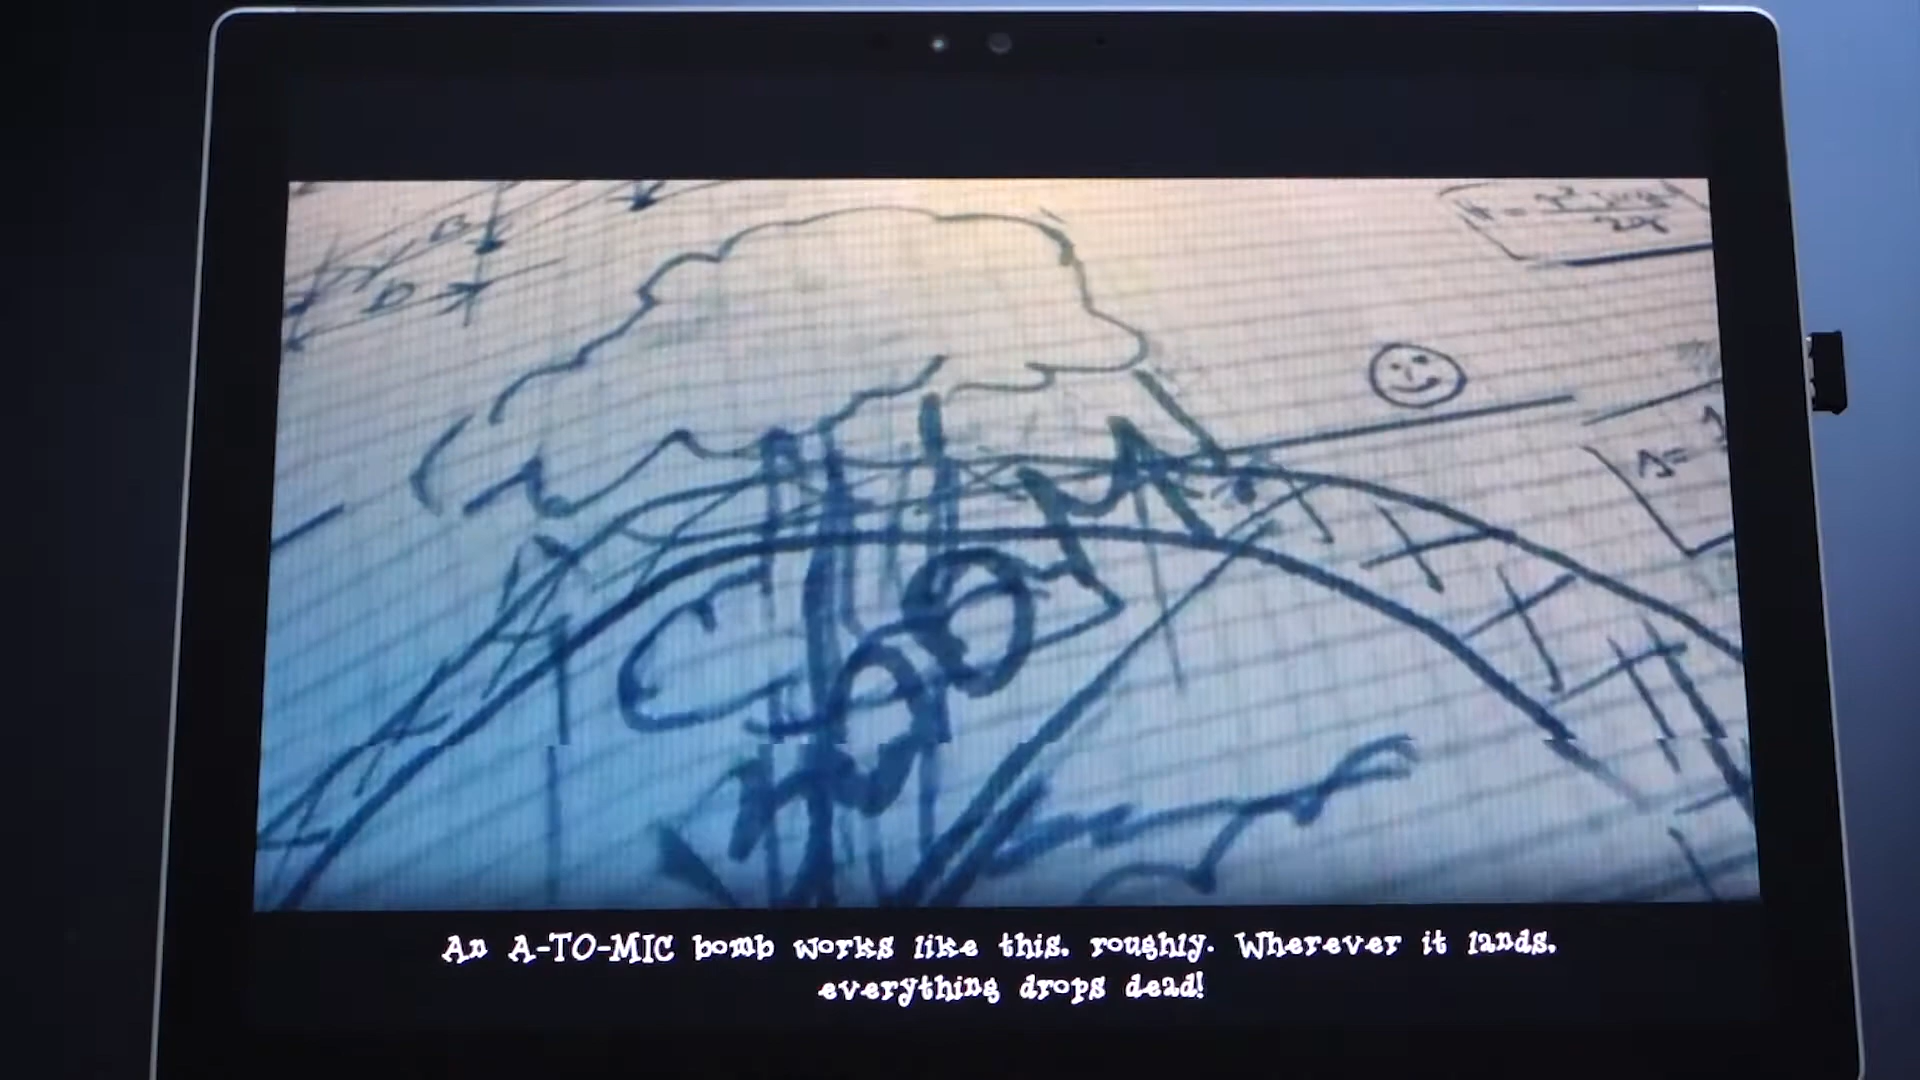 B
D
BOOM
An A-TO-MIC bomb works like this. roughly. Wherever it lands.
everything drops dead!